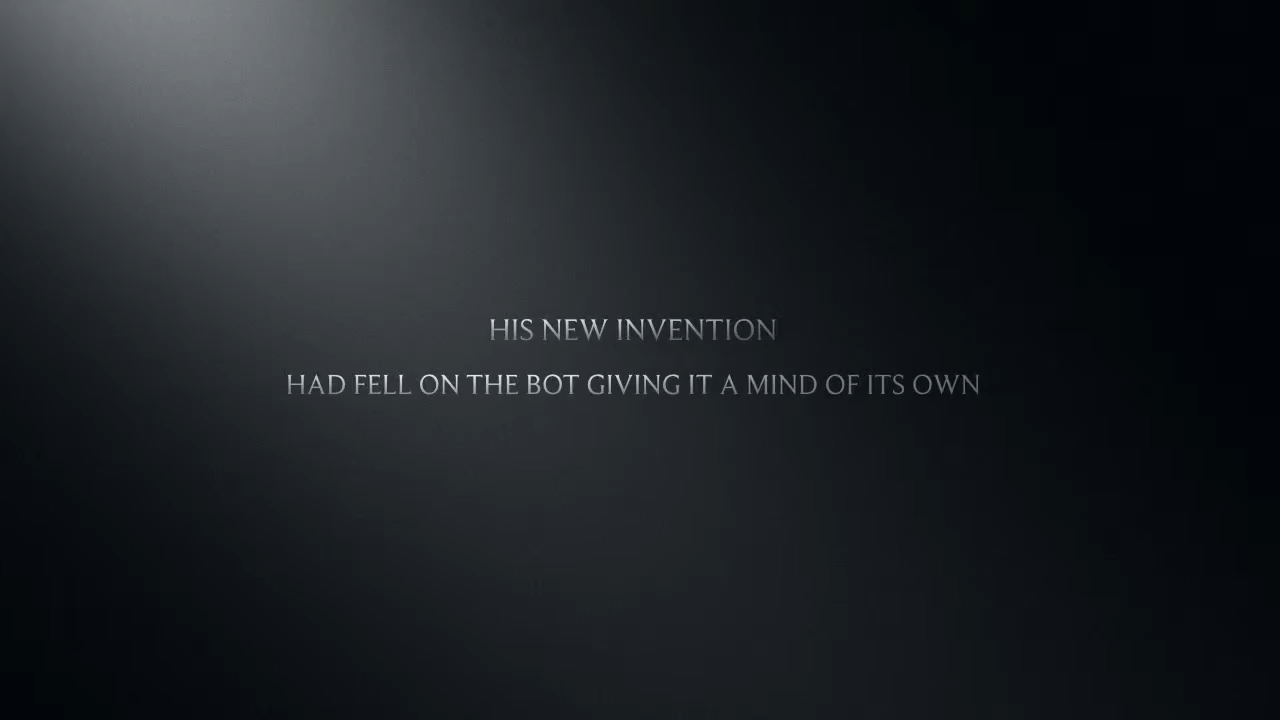 HIS NEW INVENTION
HAD FELL ON THE BOT GIVING IT A MIND OF ITS OWN